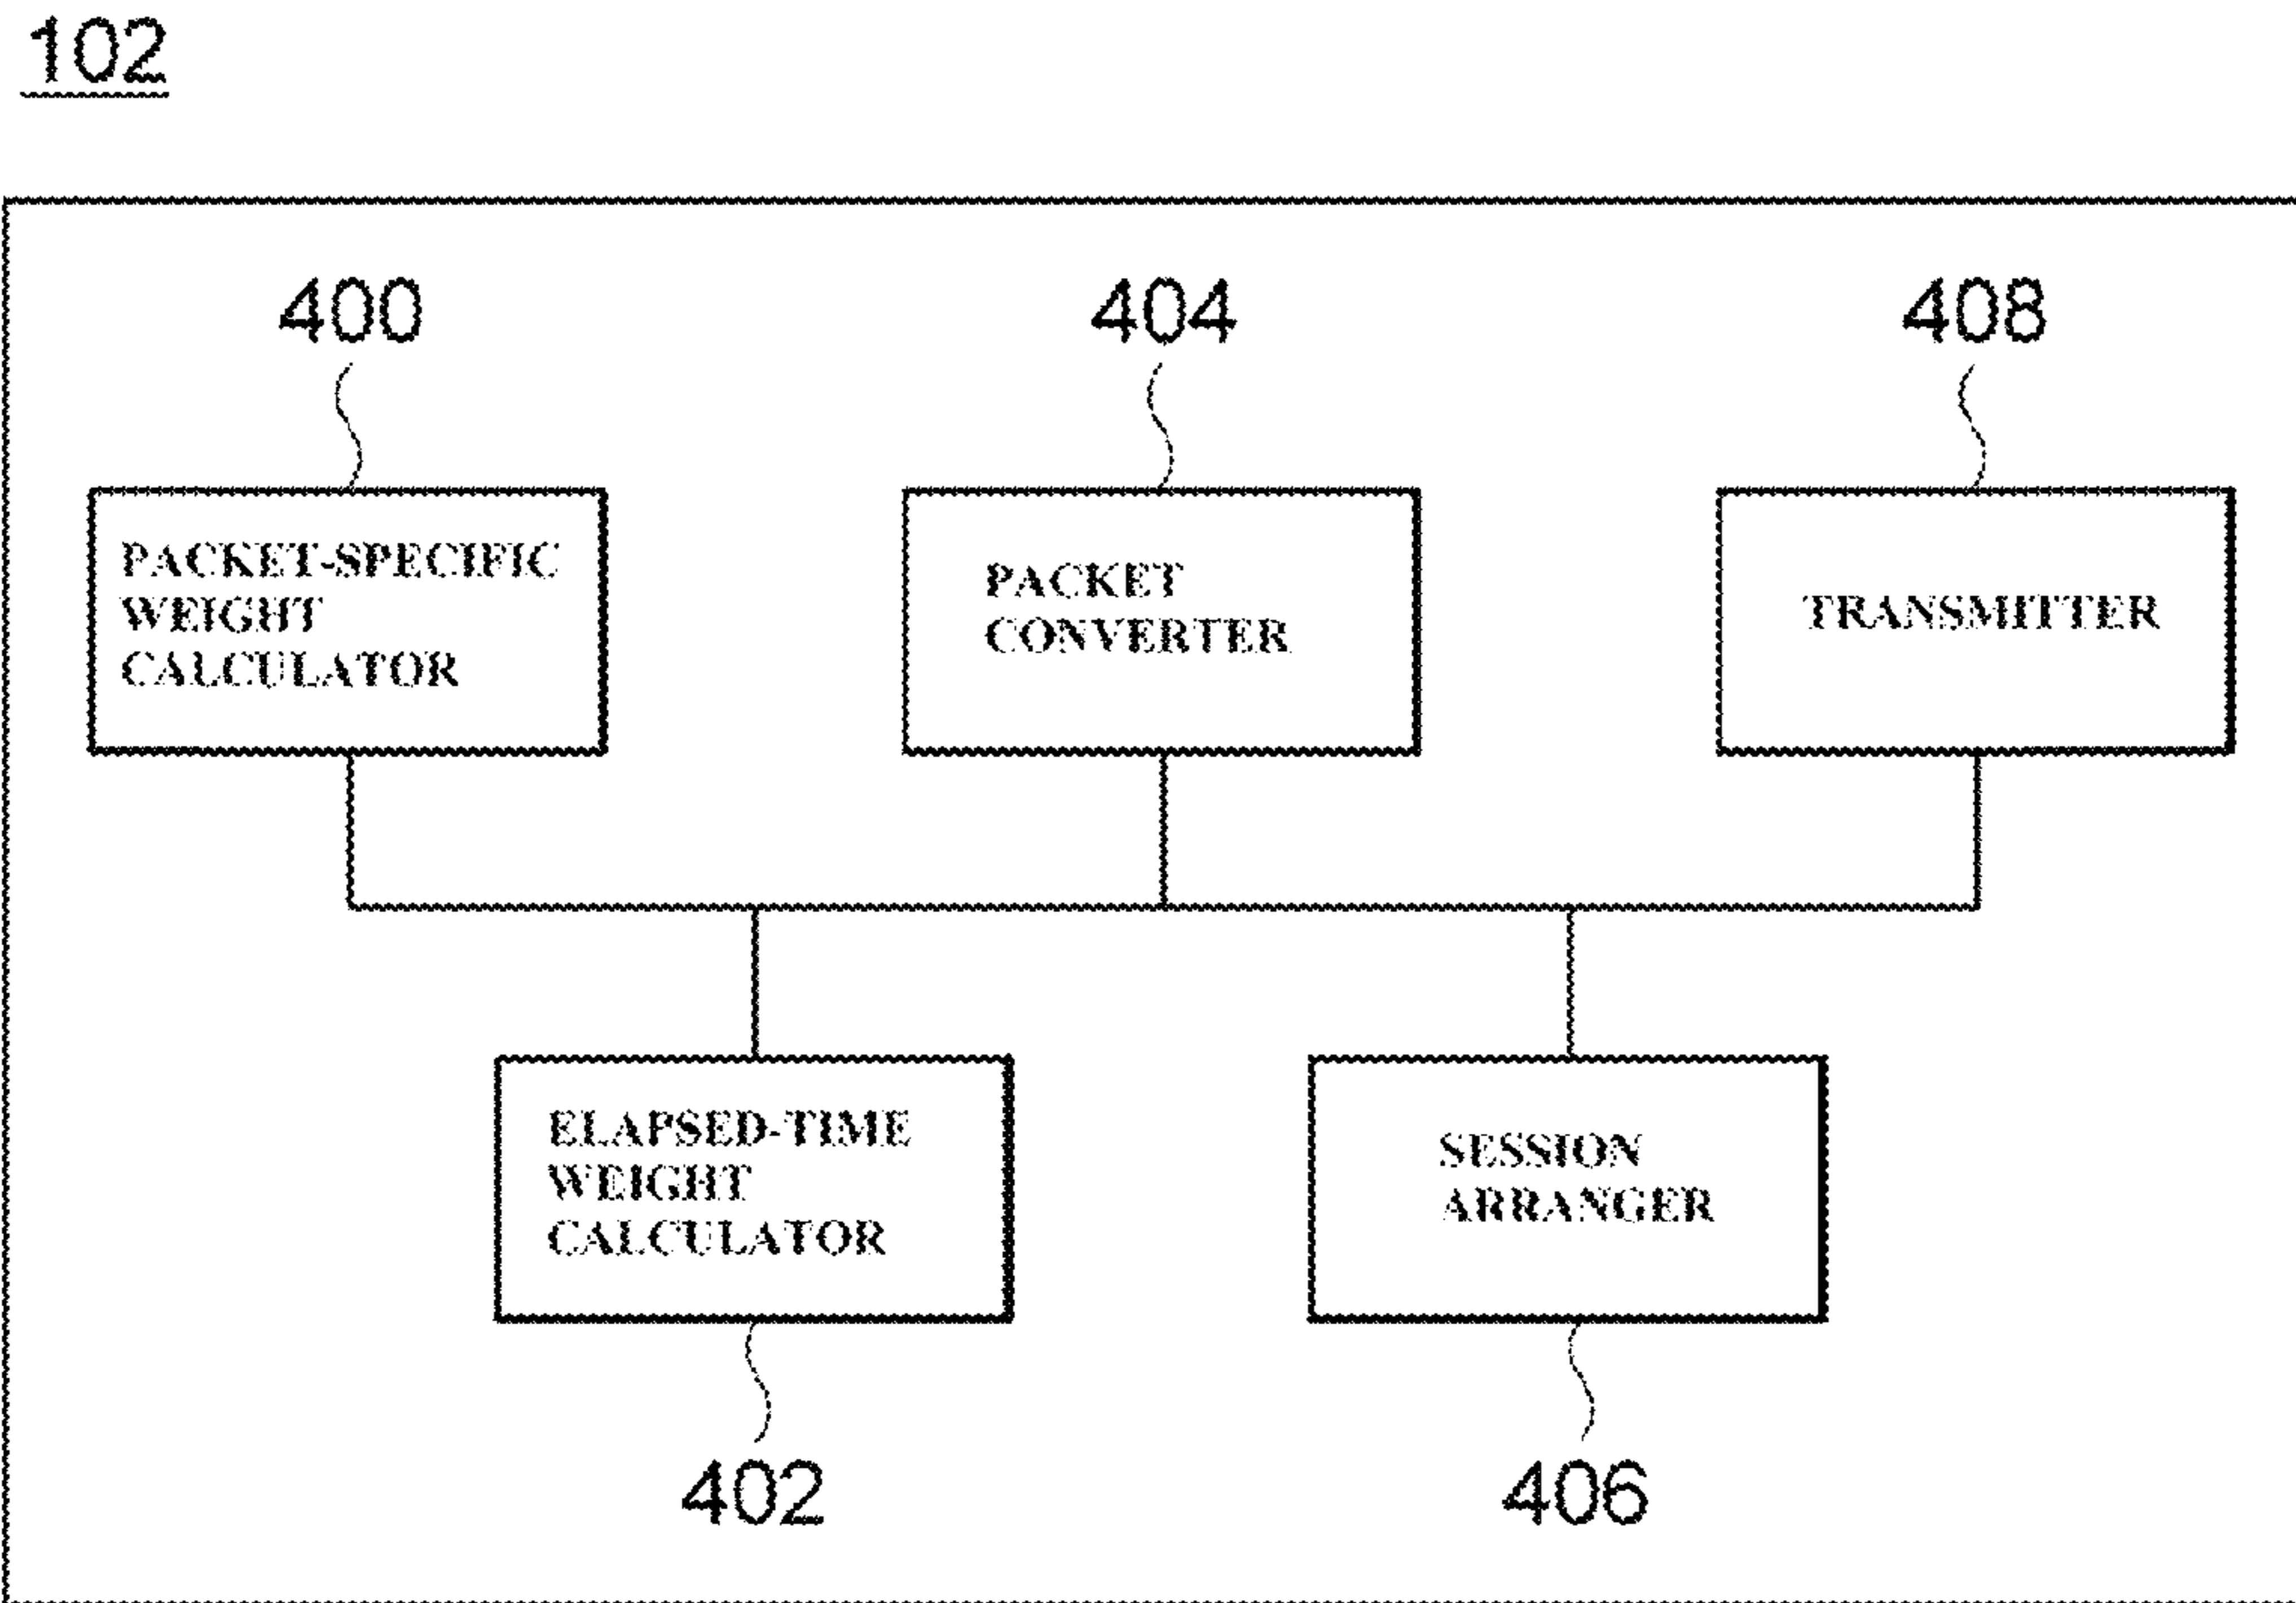 102
400
404
408
PACKET-SPECIFIC
WEIGHT
CALCULATOR
PACKET
CONVERTER
TRANSMITTER
ELAPSED-TIME
WEIGHT
CALCULATOR
SESSION
ARRANGER
402
406